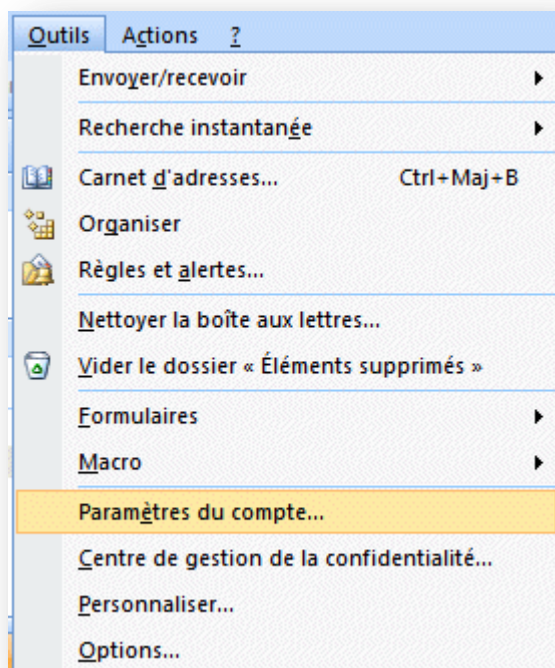 Outils Actions ?
Envoyer/recevoir
Recherche instantanée
Carnet d'adresses... Ctrl+Maj+B
Organiser
Règles et alertes...
Nettoyer la boîte aux lettres...
Vider le dossier « Éléments supprimés »
Formulaires
Macro
Paramètres du compte...
Centre de gestion de la confidentialité...
Personnaliser...
Options...